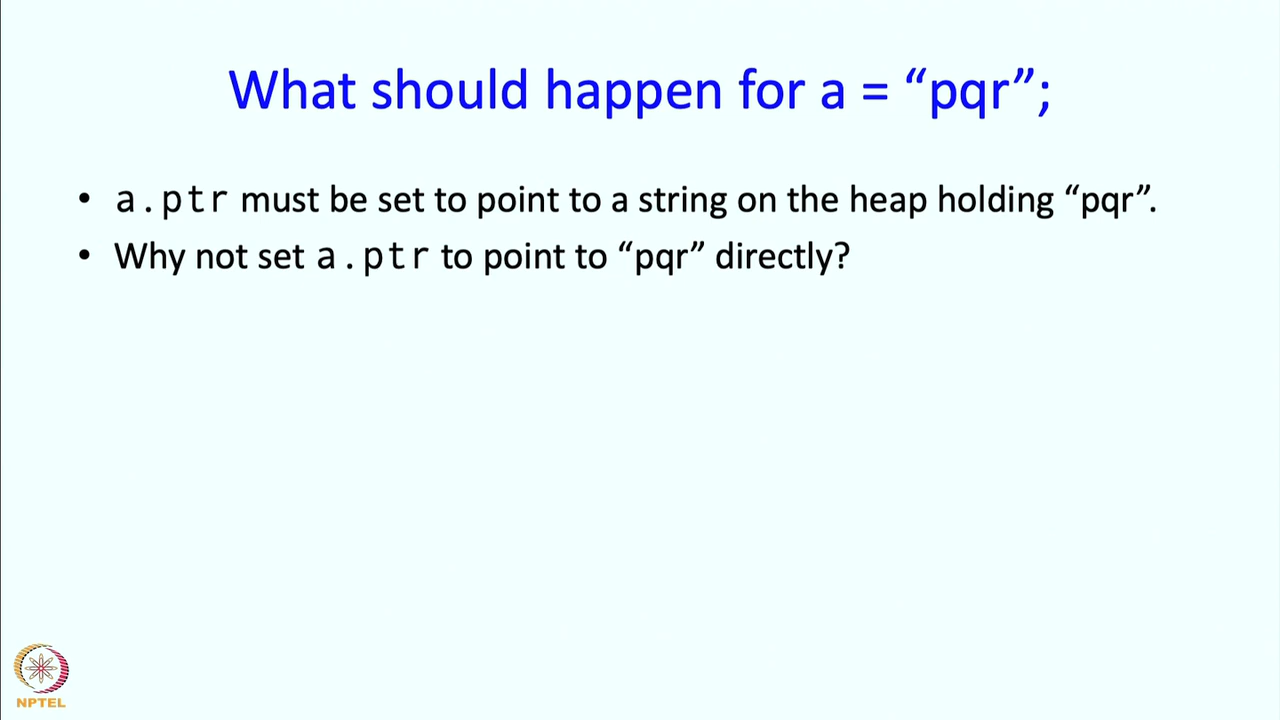 What should happen for a = “pqr”;
• a.ptr must be set to point to a string on the heap holding “pqr”.
• Why not set a.ptr to point to “pqr” directly?
NPTEL